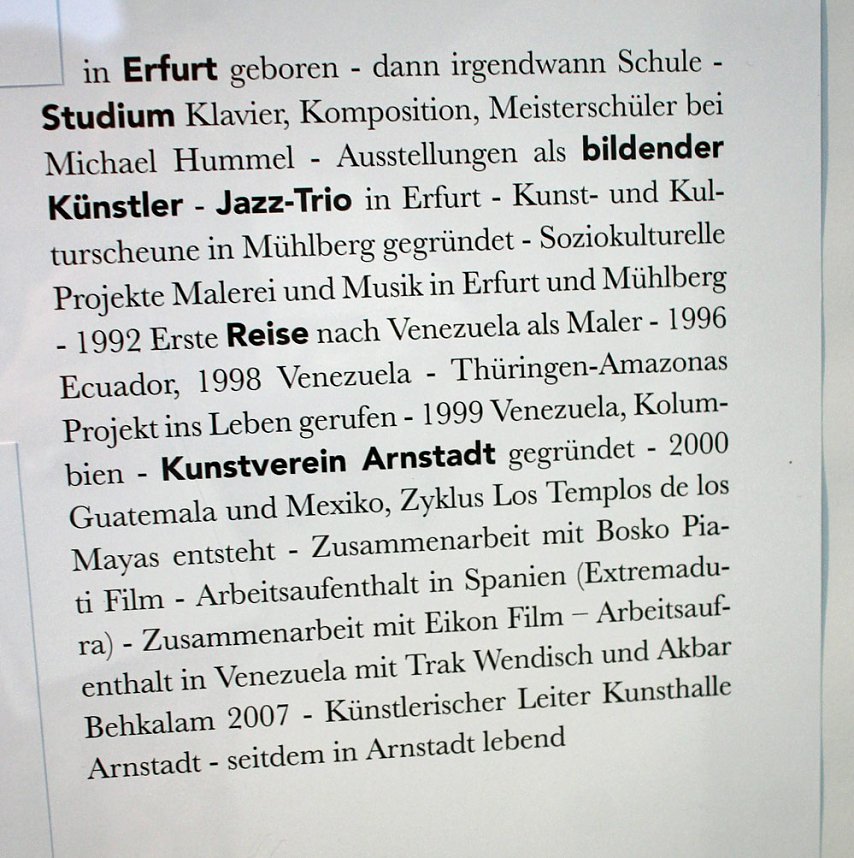 in Erfurt geboren - dann irgendwann Schule -
Studium Klavier, Komposition, Meisterschüler bei
Michael Hummel - Ausstellungen als bildender
Künstler - Jazz-Trio in Erfurt - Kunst- und Kul-
turscheune in Mühlberg gegründet - Soziokulturelle
Projekte Malerei und Musik in Erfurt und Mühlberg
- 1992 Erste Reise nach Venezuela als Maler - 1996
Ecuador, 1998 Venezuela - Thüringen-Amazonas
Projekt ins Leben gerufen - 1999 Venezuela, Kolum-
bien - Kunstverein Arnstadt gegründet - 2000
Guatemala und Mexiko, Zyklus Los Templos de los
Mayas entsteht - Zusammenarbeit mit Bosko Pia-
ti Film - Arbeitsaufenthalt in Spanien (Extremadu-
ra) - Zusammenarbeit mit Eikon Film – Arbeitsauf-
enthalt in Venezuela mit Trak Wendisch und Akbar
Behkalam 2007 - Künstlerischer Leiter Kunsthalle
Arnstadt - seitdem in Arnstadt lebend